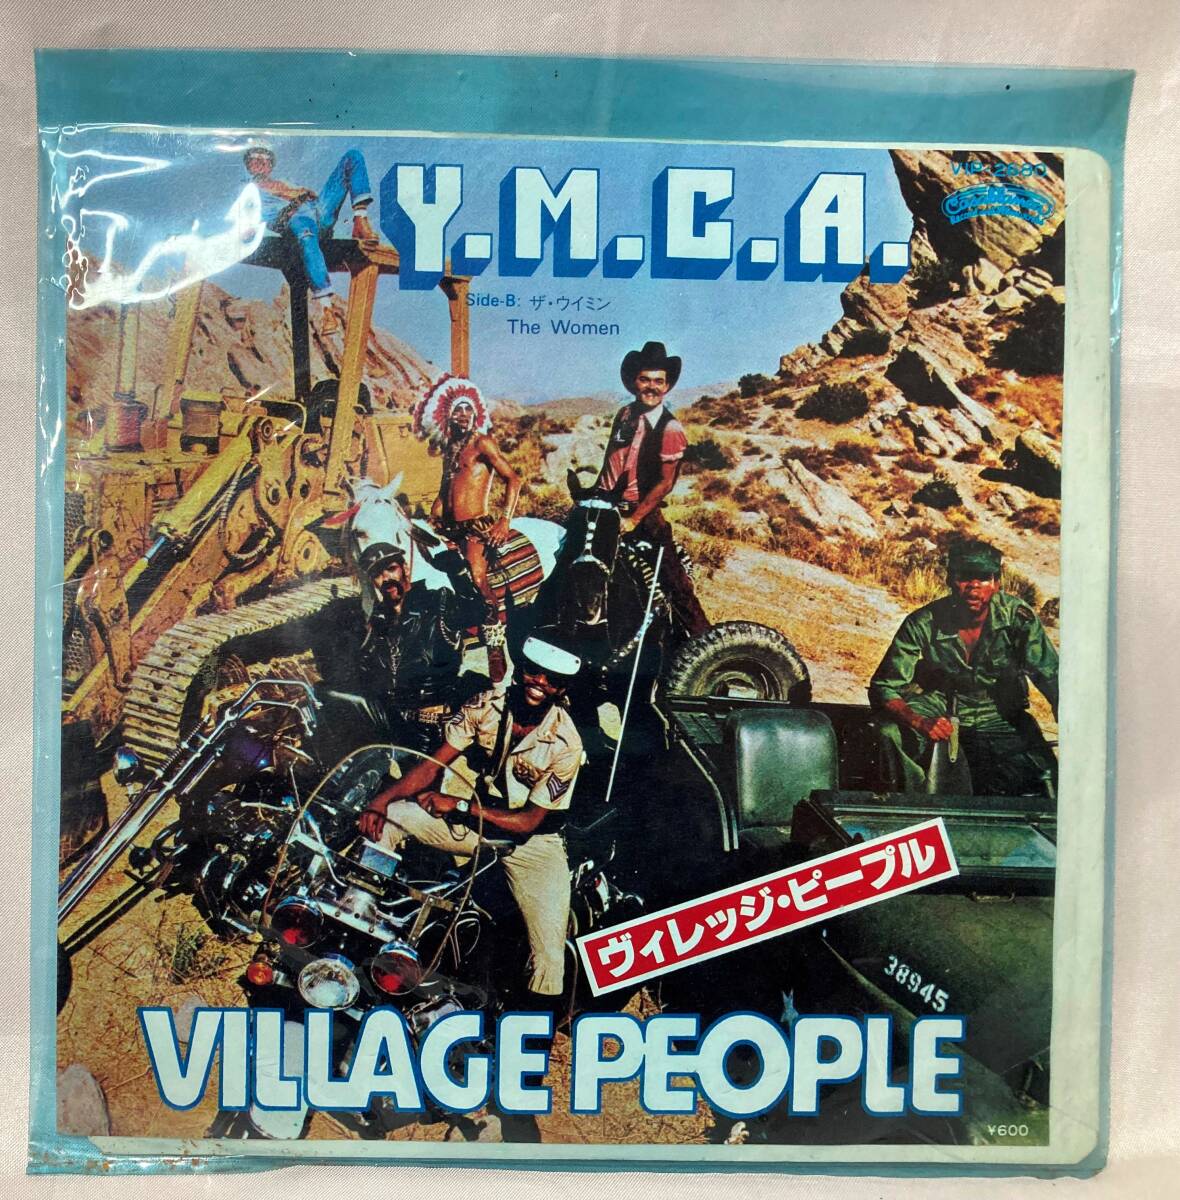 VIP-2680
Casablanca
Y.M.C.A.
Side-B: ザ・ウイミン
The Women
ヴィレッジ・ピープル
38945
VILLAGE PEOPLE
¥600